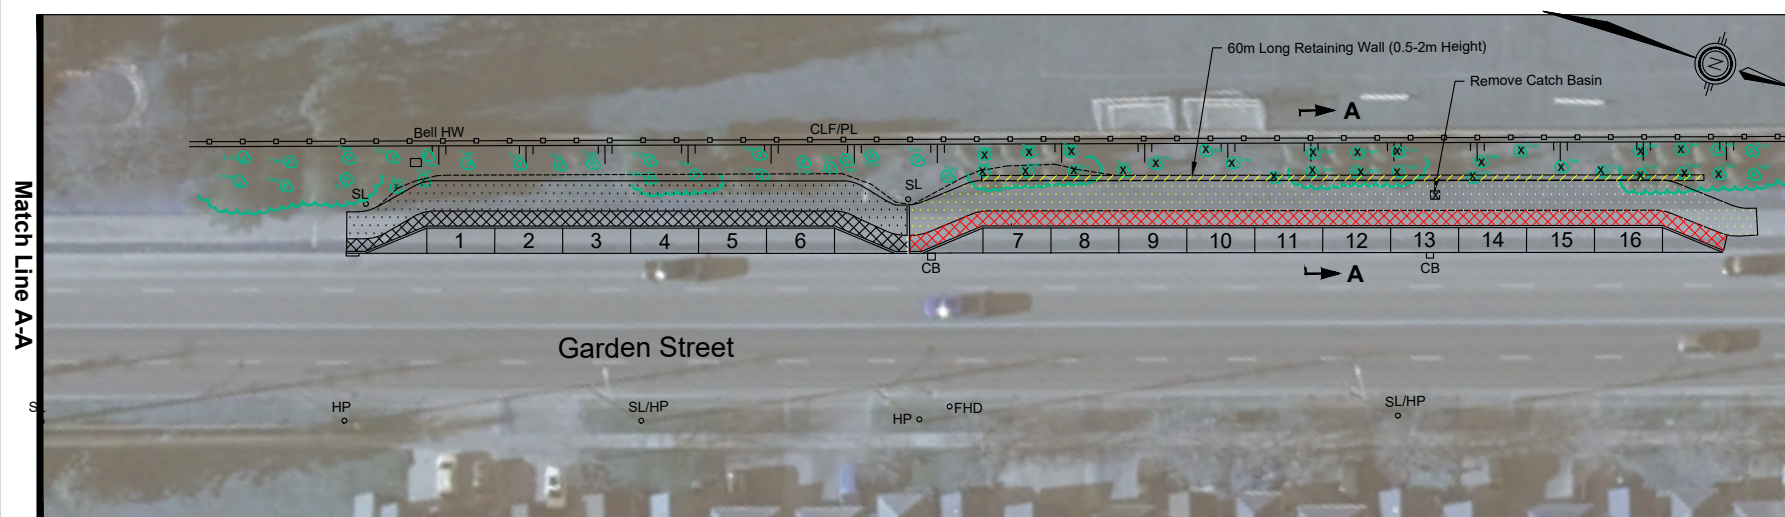 60m Long Retaining Wall (0.5-2m Height)
N
Remove Catch Basin
A
Bell HW
CLF/PL
SL
SL
Match Line A-A
1 2 3 4 5 6 7 8 9 10 11 12 13 14 15 16
CB
A
CB
Garden Street
SL
HP
SL/HP
HP
FHD
SL/HP